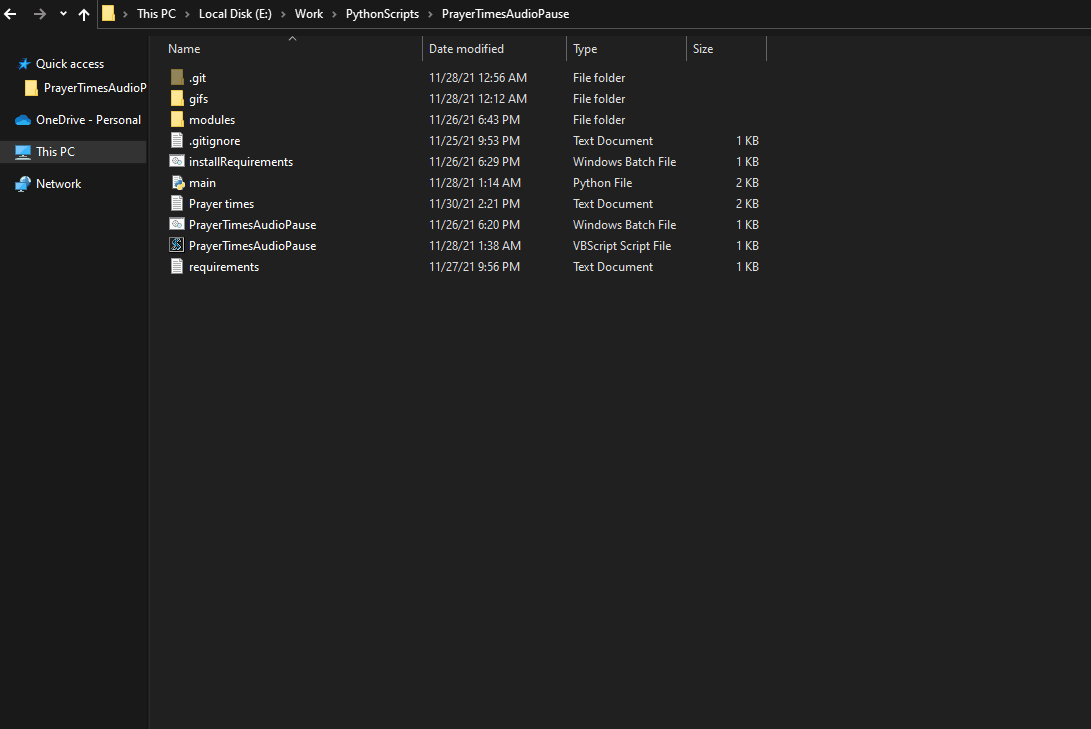 This PC › Local Disk (E:) › Work › PythonScripts › PrayerTimesAudioPause
Name Date modified Type Size
Quick access
PrayerTimesAudioP
OneDrive - Personal
This PC
Network
.git 11/28/21 12:56 AM File folder
gifs 11/28/21 12:12 AM File folder
modules 11/26/21 6:43 PM File folder
.gitignore 11/25/21 9:53 PM Text Document 1 KB
installRequirements 11/26/21 6:29 PM Windows Batch File 1 KB
main 11/28/21 1:14 AM Python File 2 KB
Prayer times 11/30/21 2:21 PM Text Document 2 KB
PrayerTimesAudioPause 11/26/21 6:20 PM Windows Batch File 1 KB
PrayerTimesAudioPause 11/28/21 1:38 AM VBScript Script File 1 KB
requirements 11/27/21 9:56 PM Text Document 1 KB